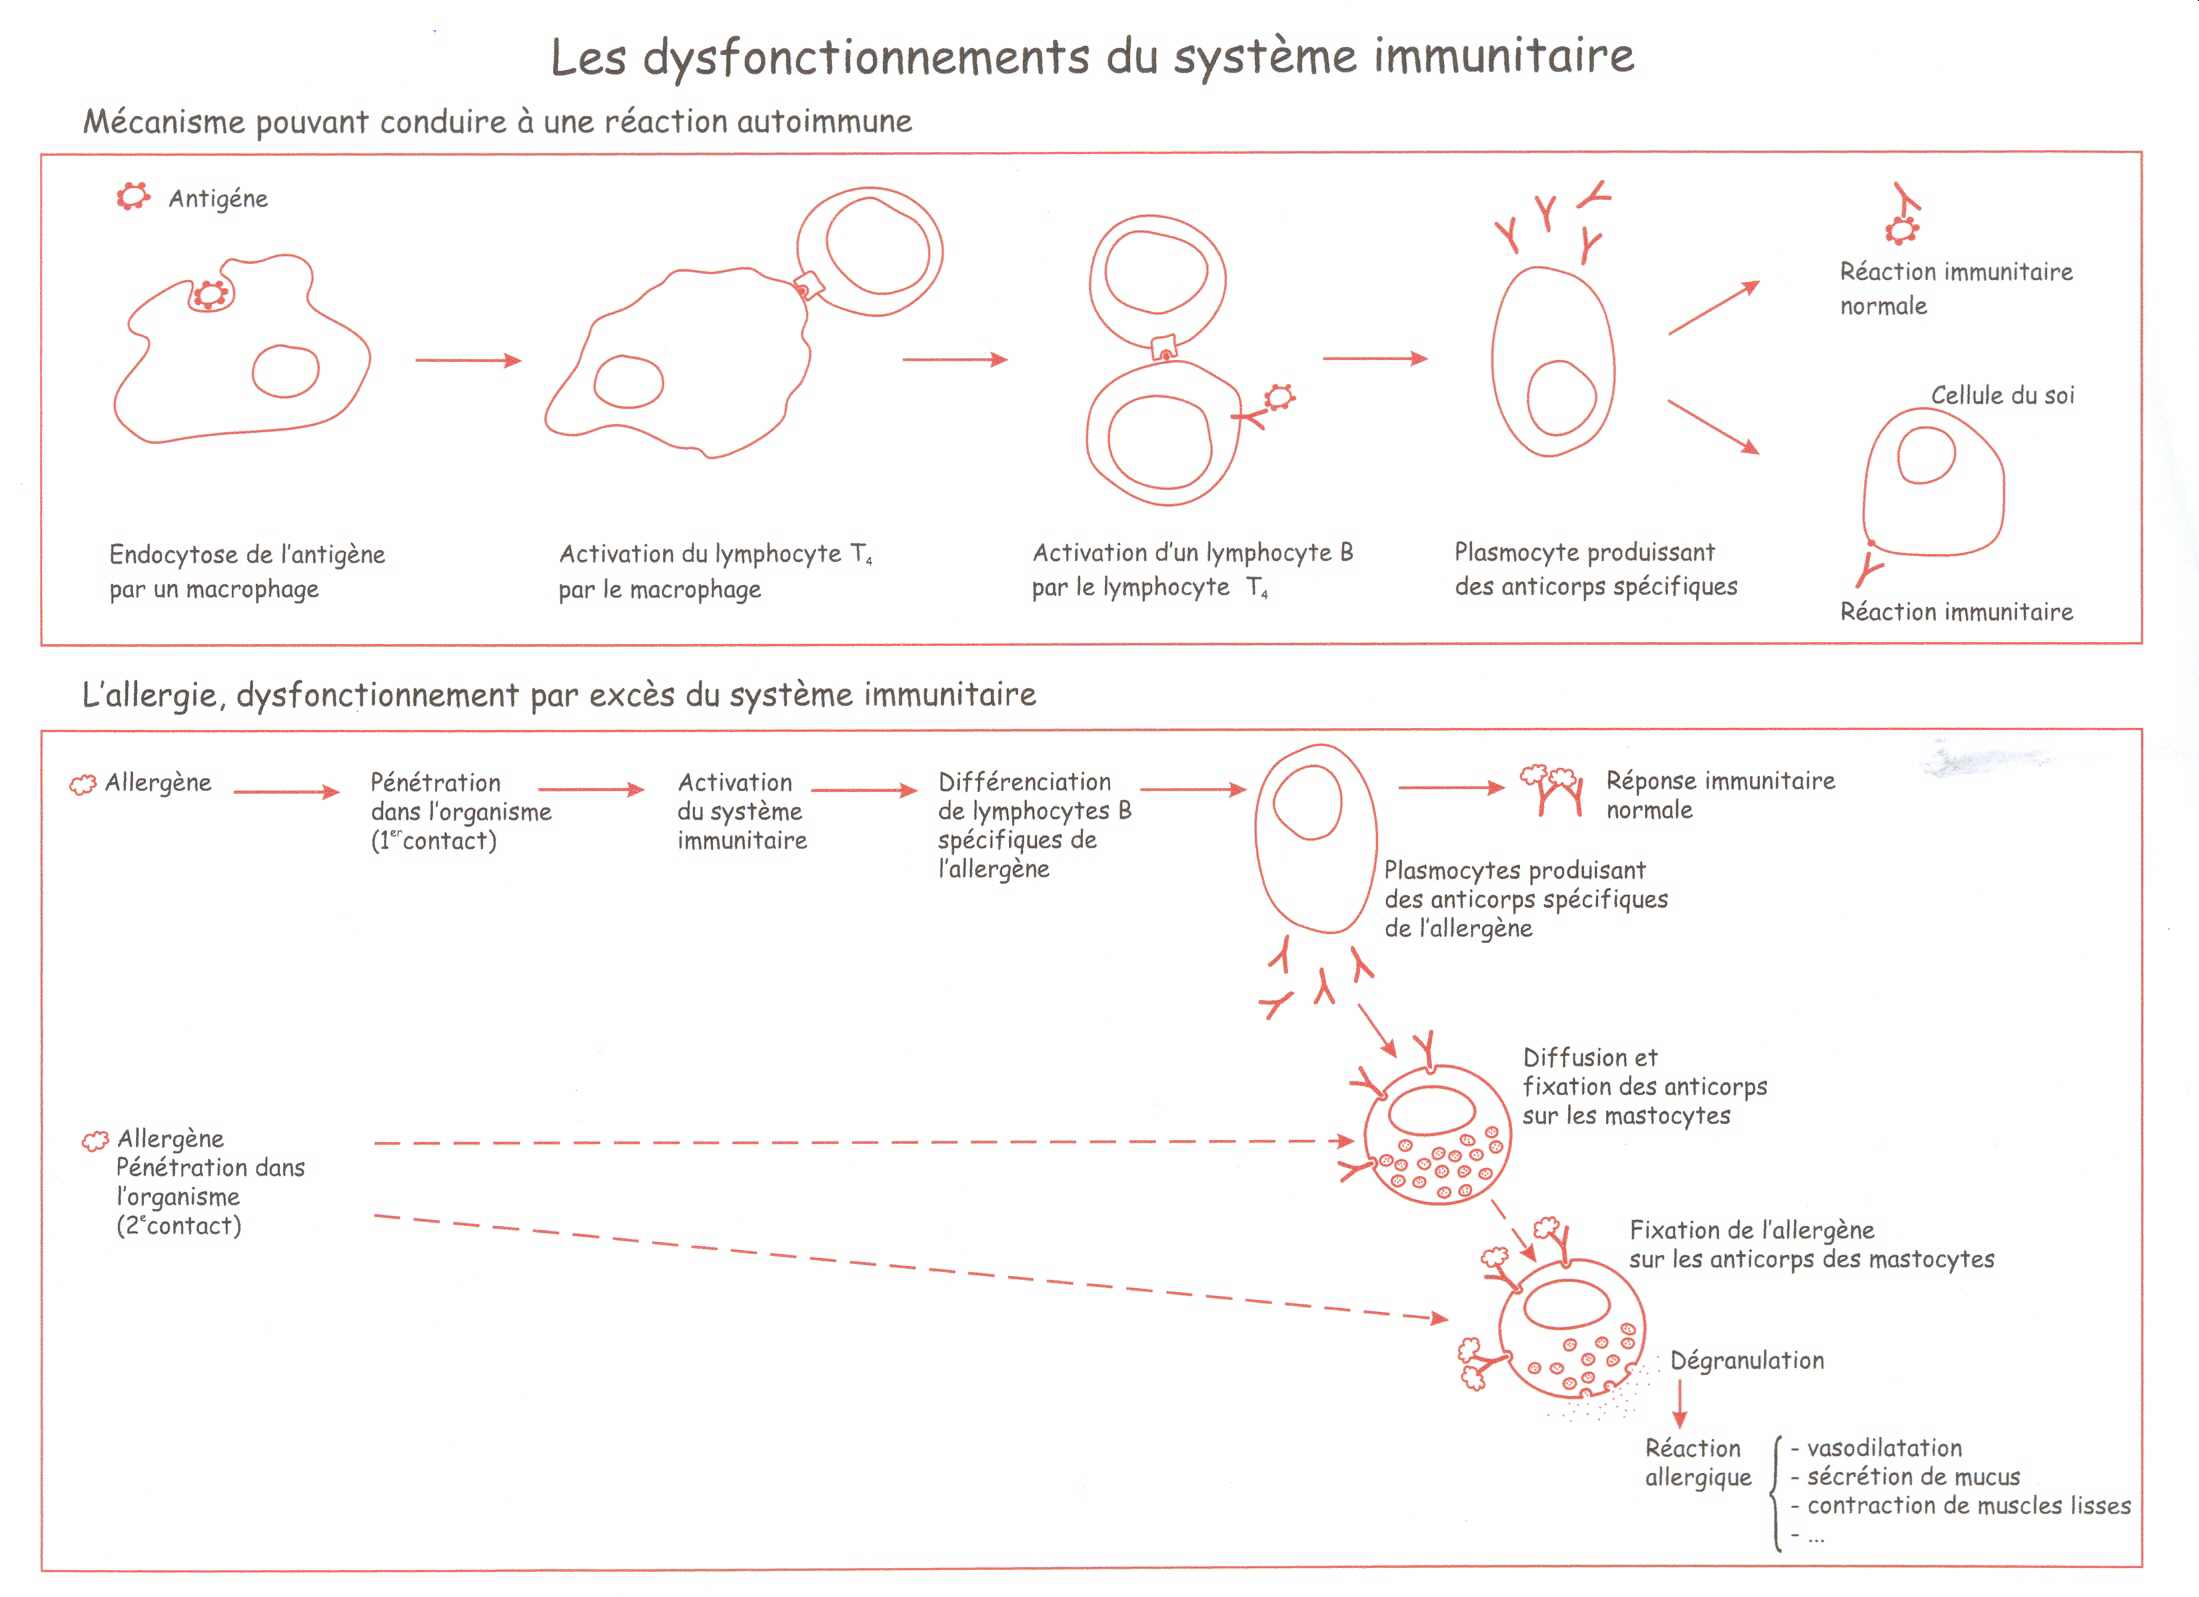 Les dysfonctionnements du système immunitaire
Mécanisme pouvant conduire à une réaction autoimmune
Antigéne
Endocytose de l'antigène
par un macrophage
Activation du lymphocyte T₄
par le macrophage
Activation d'un lymphocyte B
par le lymphocyte T₄
Plasmocyte produissant
des anticorps spécifiques
Réaction immunitaire
normale
Cellule du soi
Réaction immunitaire
L'allergie, dysfonctionnement par excès du système immunitaire
Allergène
Pénétration
dans l'organisme
(1er contact)
Activation
du système
immunitaire
Différenciation
de lymphocytes B
spécifiques de
l'allergène
Réponse immunitaire
normale
Plasmocytes produisant
des anticorps spécifiques
de l'allergène
Diffusion et
fixation des anticorps
sur les mastocytes
Allergène
Pénétration dans
l'organisme
(2e contact)
Fixation de l'allergène
sur les anticorps des mastocytes
Dégranulation
Réaction
allergique
- vasodilatation
- sécrétion de mucus
- contraction de muscles lisses
- ...